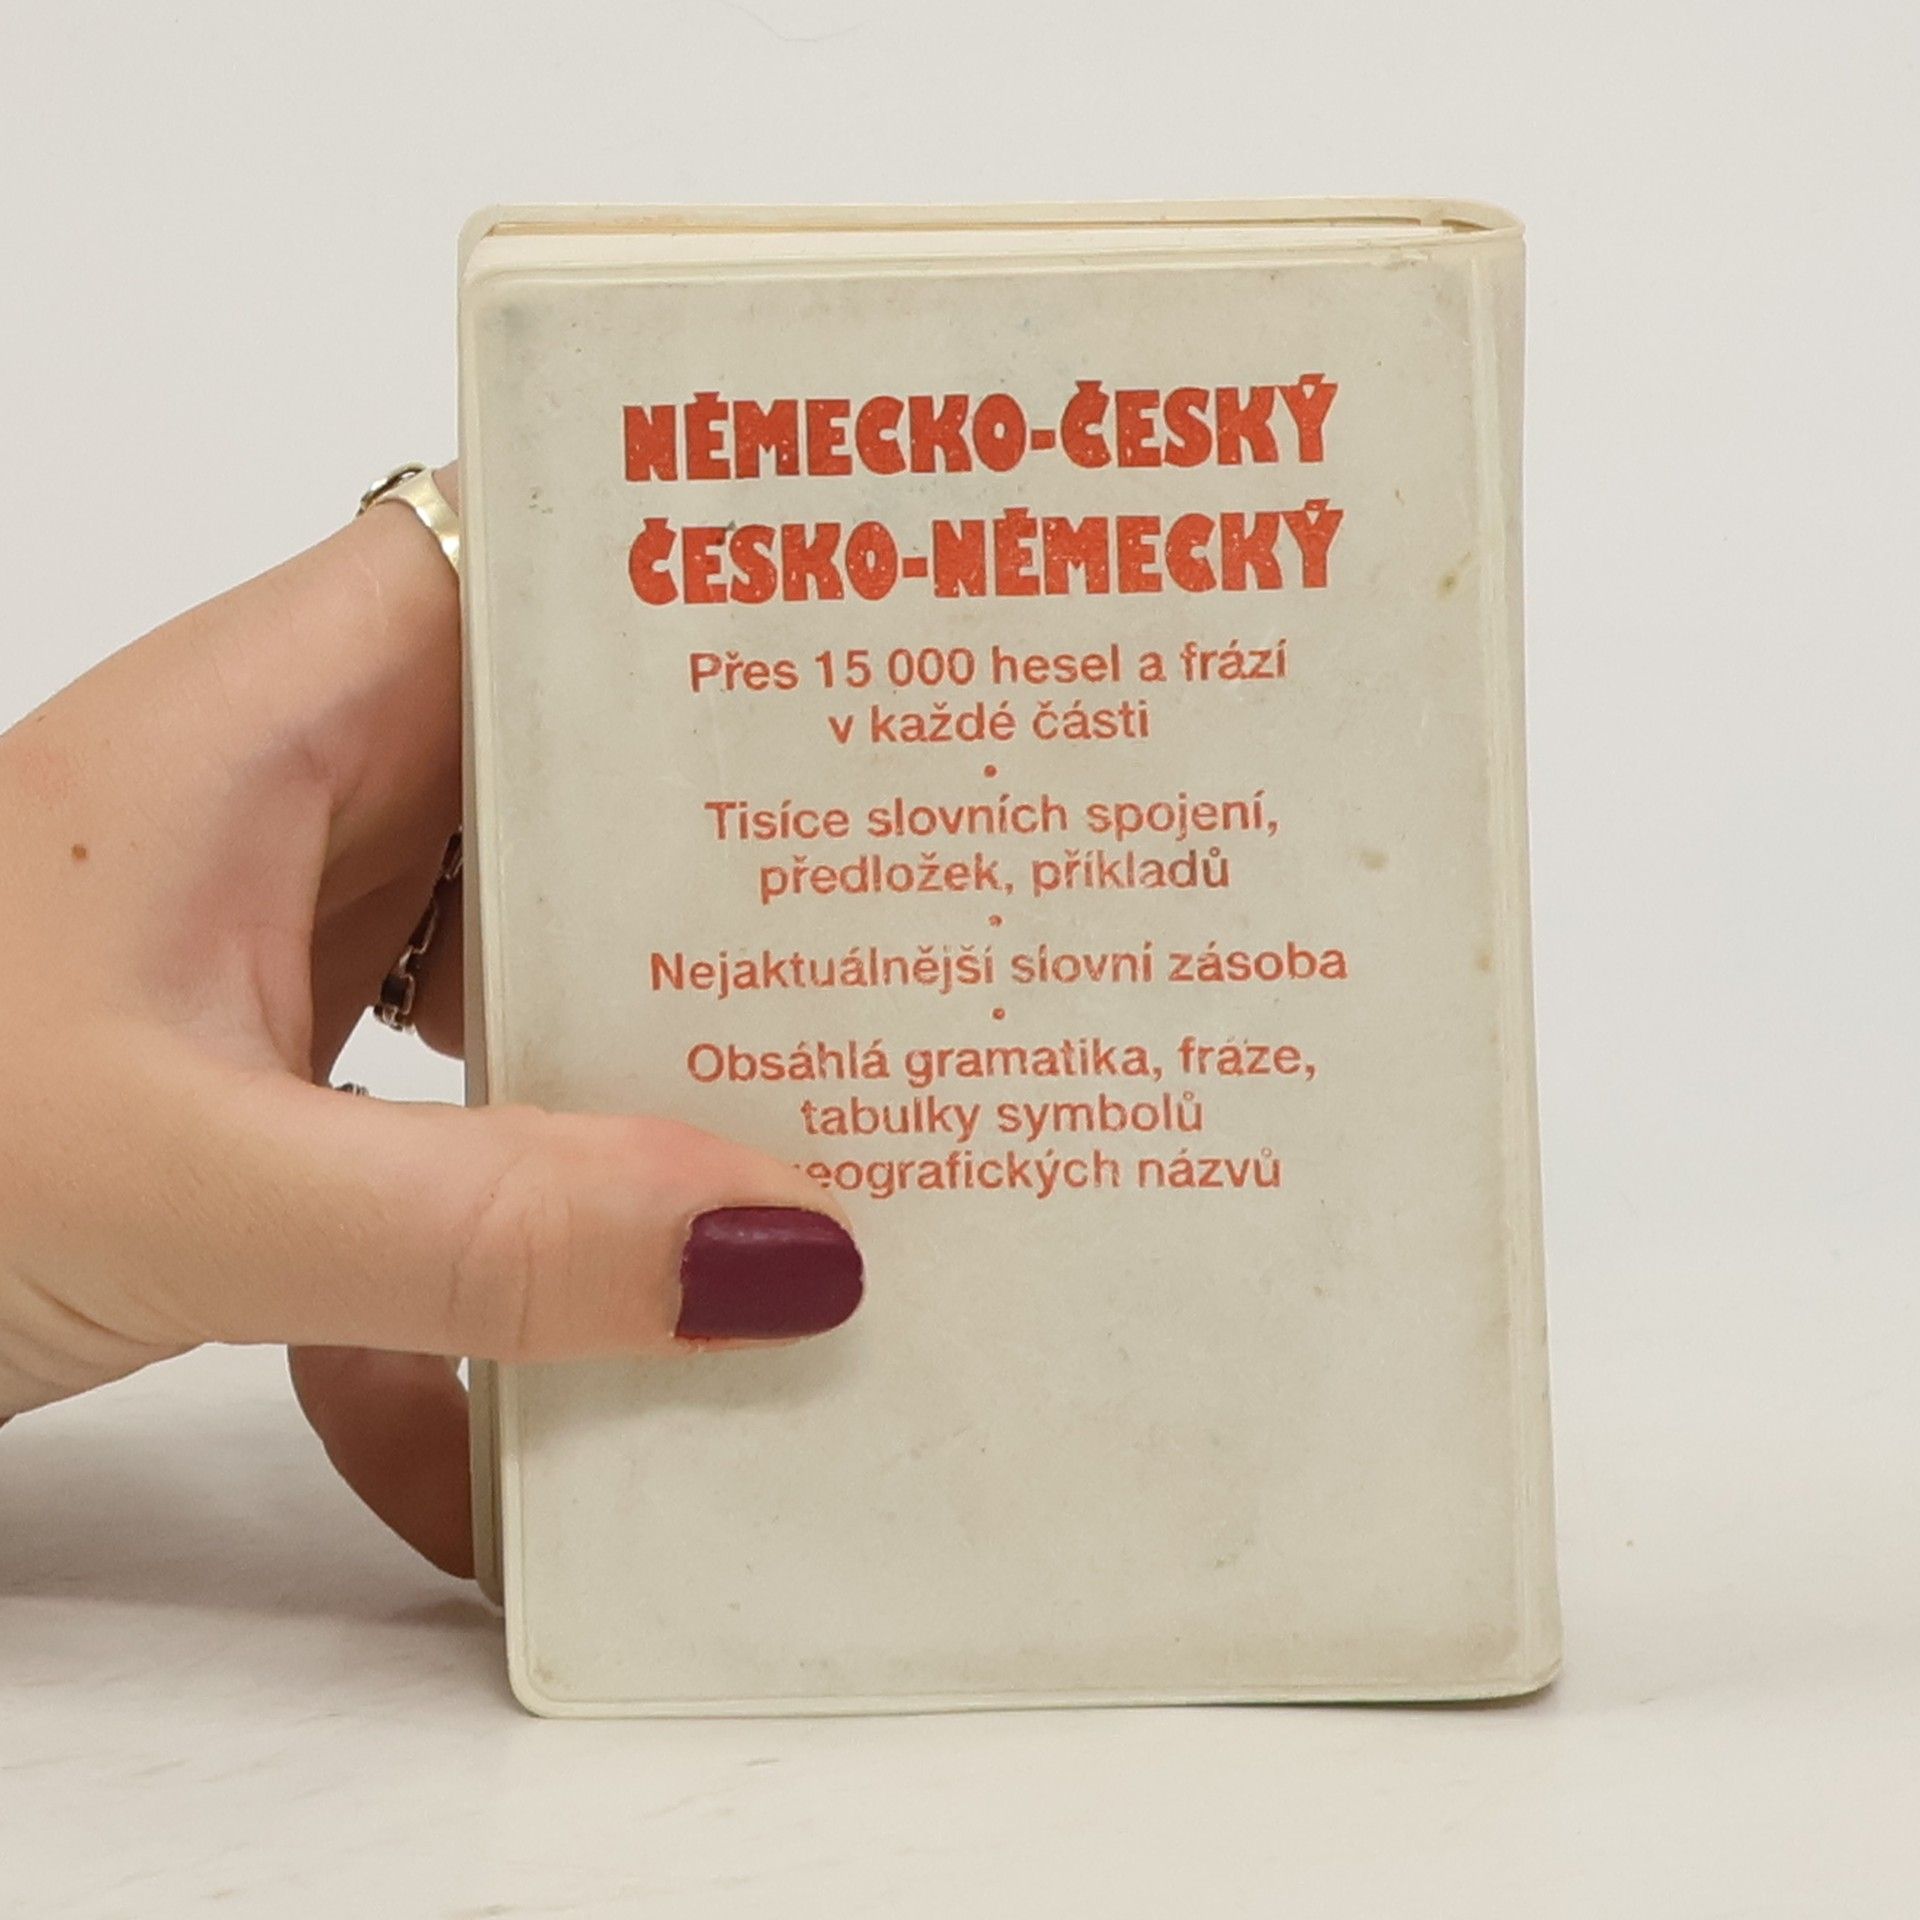 NĚMECKO-ČESKÝ
ČESKO-NĚMECKÝ
Přes 15 000 hesel a frází
v každé části
•
Tisíce slovních spojení,
předložek, příkladů
•
Nejaktuálnější slovní zásoba
•
Obsáhlá gramatika, fráze,
tabulky symbolů
názvů